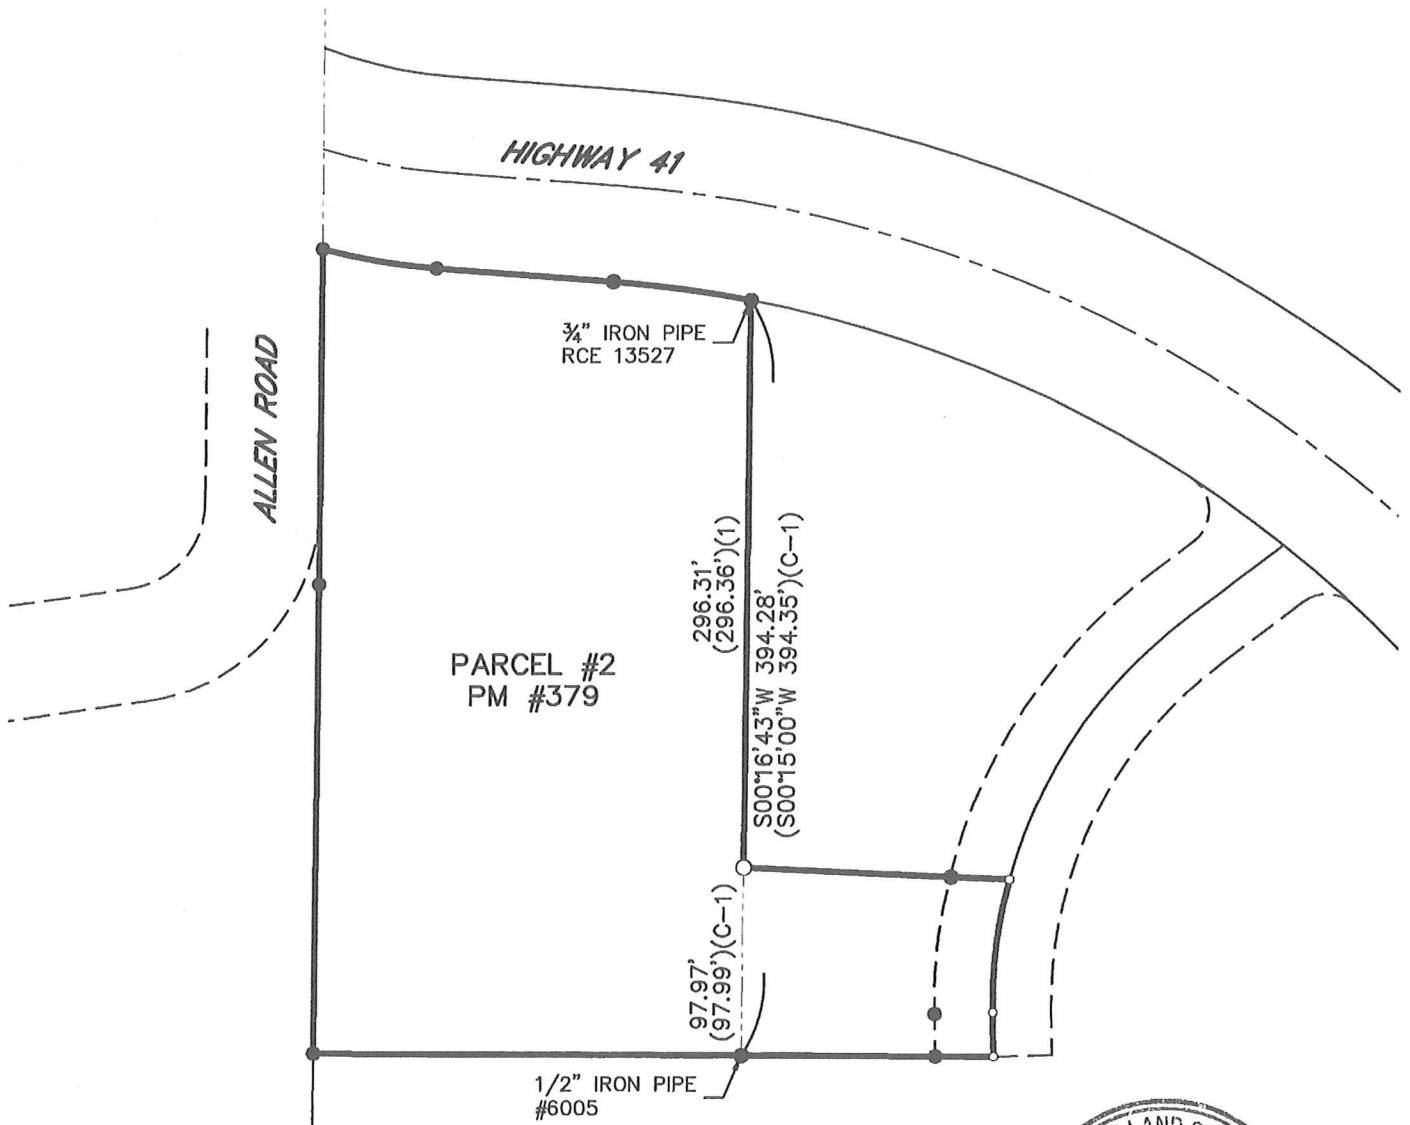 HIGHWAY 41
ALLEN ROAD
¾" IRON PIPE
RCE 13527
296.31'
(296.36')(1)
S00°16'43"W 394.28'
(S00°15'00"W 394.35')(C-1)
PARCEL #2
PM #379
97.97'
(97.99')(C-1)
1/2" IRON PIPE
#6005
LAND